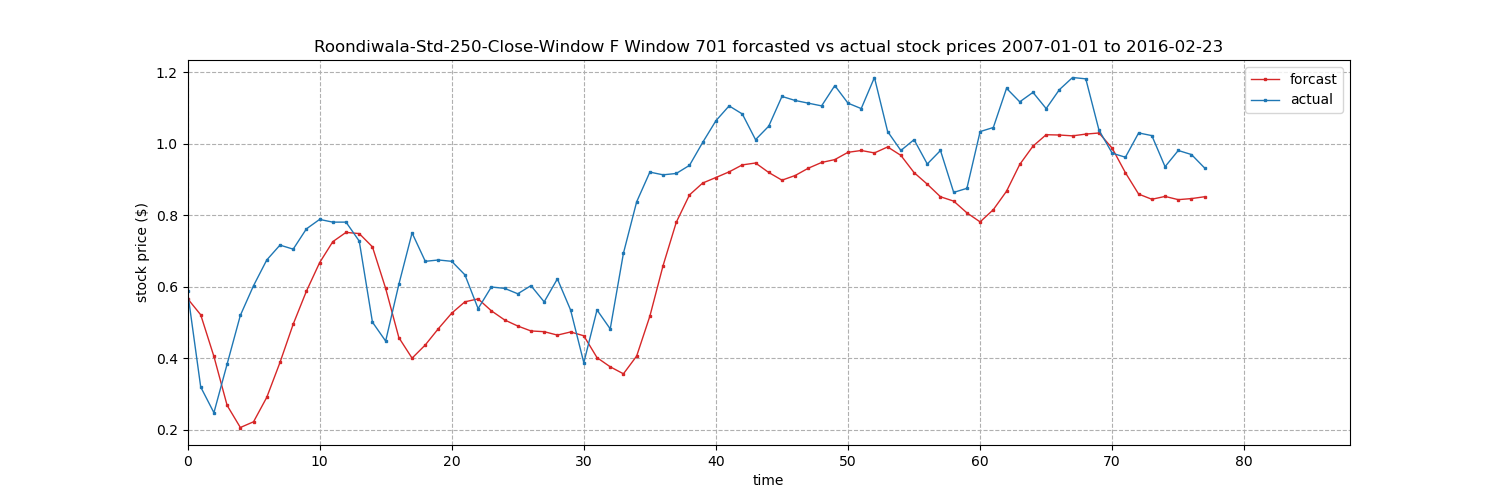 Roondiwala-Std-250-Close-Window F Window 701 forcasted vs actual stock prices 2007-01-01 to 2016-02-23
forcast
actual
stock price ($)
1.2
1.0
0.8
0.6
0.4
0.2
0 10 20 30 40 50 60 70 80
time